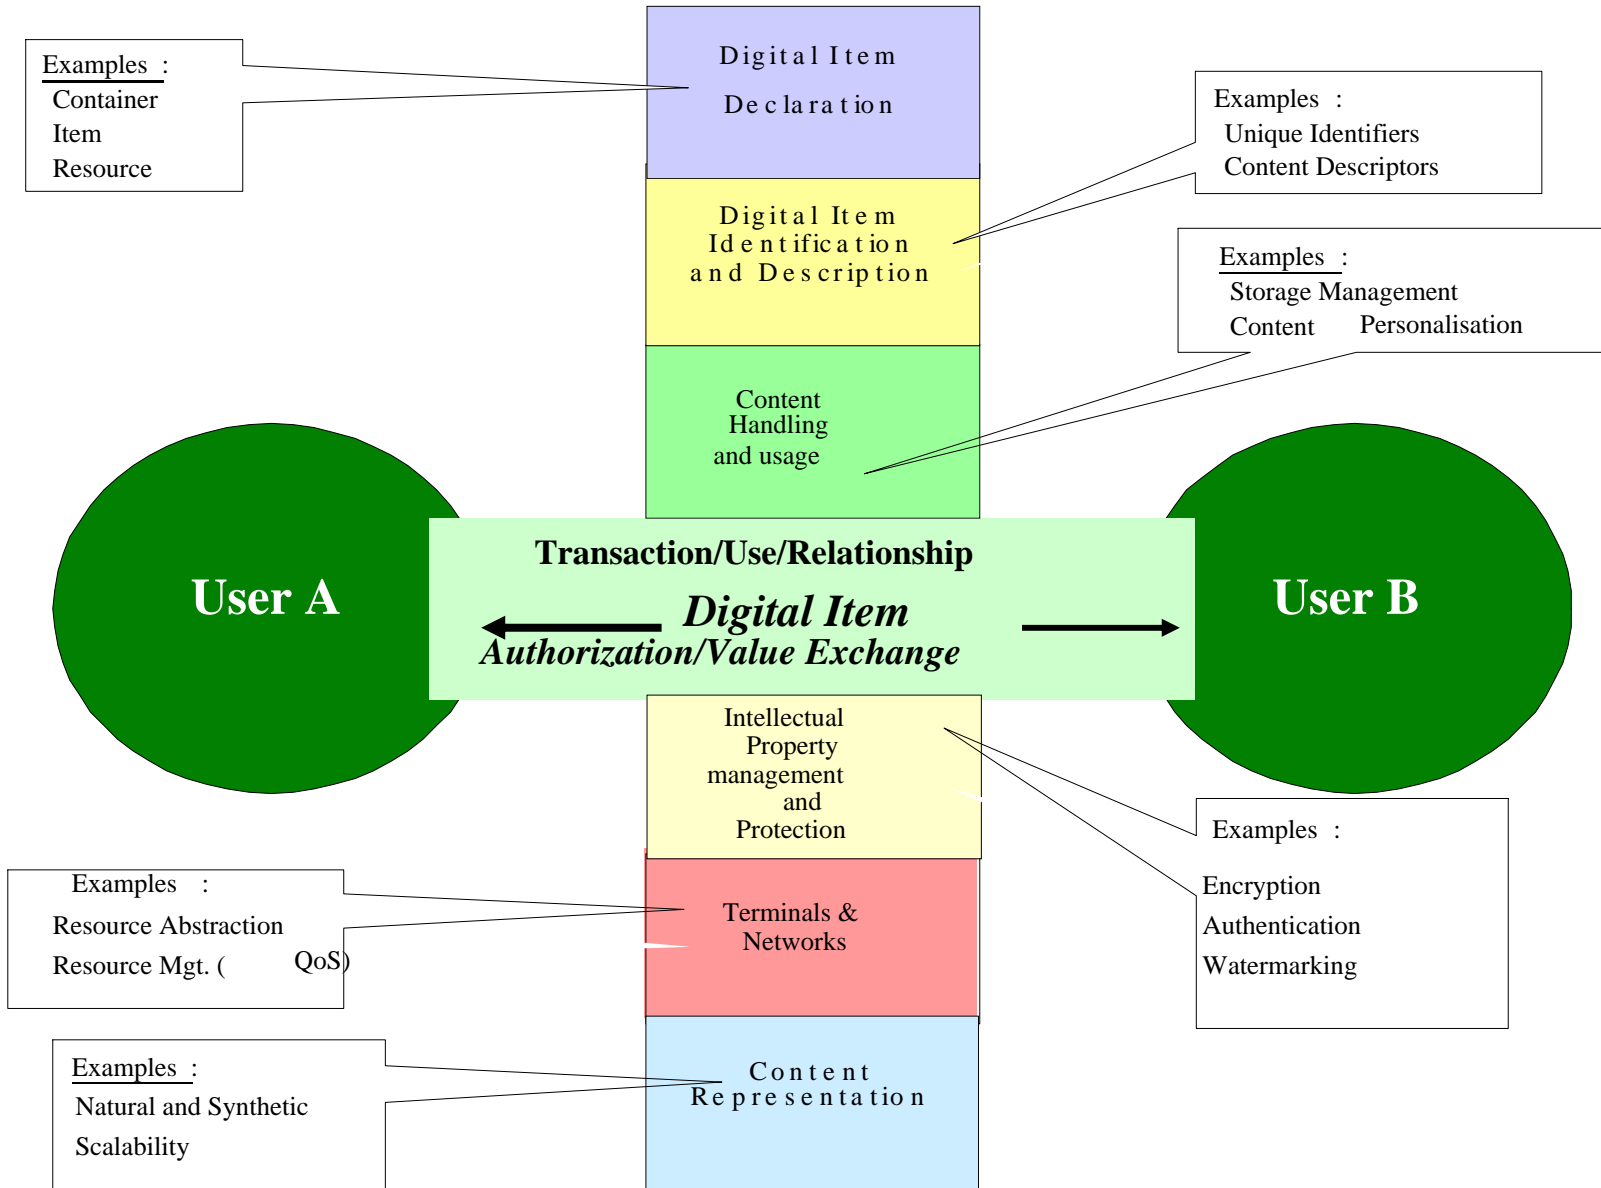 Digital Item
Declaration
Examples :
Container
Item
Resource
Examples :
Unique Identifiers
Content Descriptors
Digital Item
Identification
and Description
Examples :
Storage Management
Content Personalisation
Content
Handling
and usage
Transaction/Use/Relationship
User A
Digital Item
User B
Authorization/Value Exchange
Intellectual
Property
management
and
Protection
Examples :
Encryption
Authentication
Watermarking
Examples :
Resource Abstraction
Resource Mgt. ( QoS)
Terminals &
Networks
Examples :
Natural and Synthetic
Scalability
Content
Representation